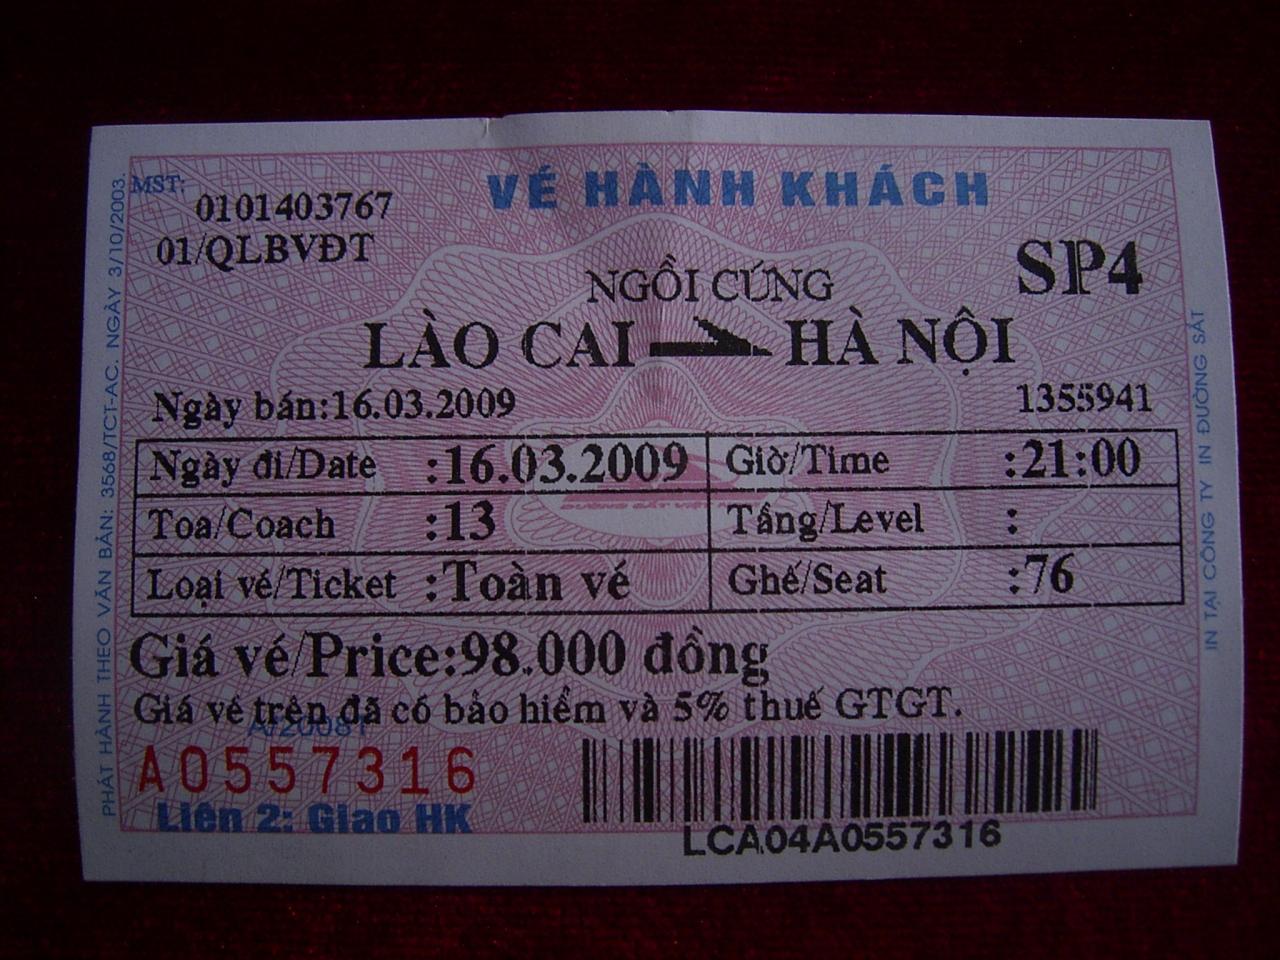 MST:
VÉ HÀNH KHÁCH
0101403767
01/QLBVĐT
SP4
NGỒI CỨNG
LÀO CAI HÀ NỘI
Ngày bán:16.03.2009 1355941
Ngày đi/Date :16.03.2009 Giờ/Time :21:00
Toa/Coach :13 Tầng/Level :
Loại vé/Ticket :Toàn vé Ghế/Seat :76
Giá vé/Price:98.000 đồng
Giá vé trên đã có bảo hiểm và 5% thuế GTGT.
A/2008T
A0557316
Liên 2: Giao HK
LCA04A0557316
PHÁT HÀNH THEO VĂN BẢN: 3568/TCT-AC. NGÀY 3/10/2003.
IN TẠI CÔNG TY IN ĐƯỜNG SẮT